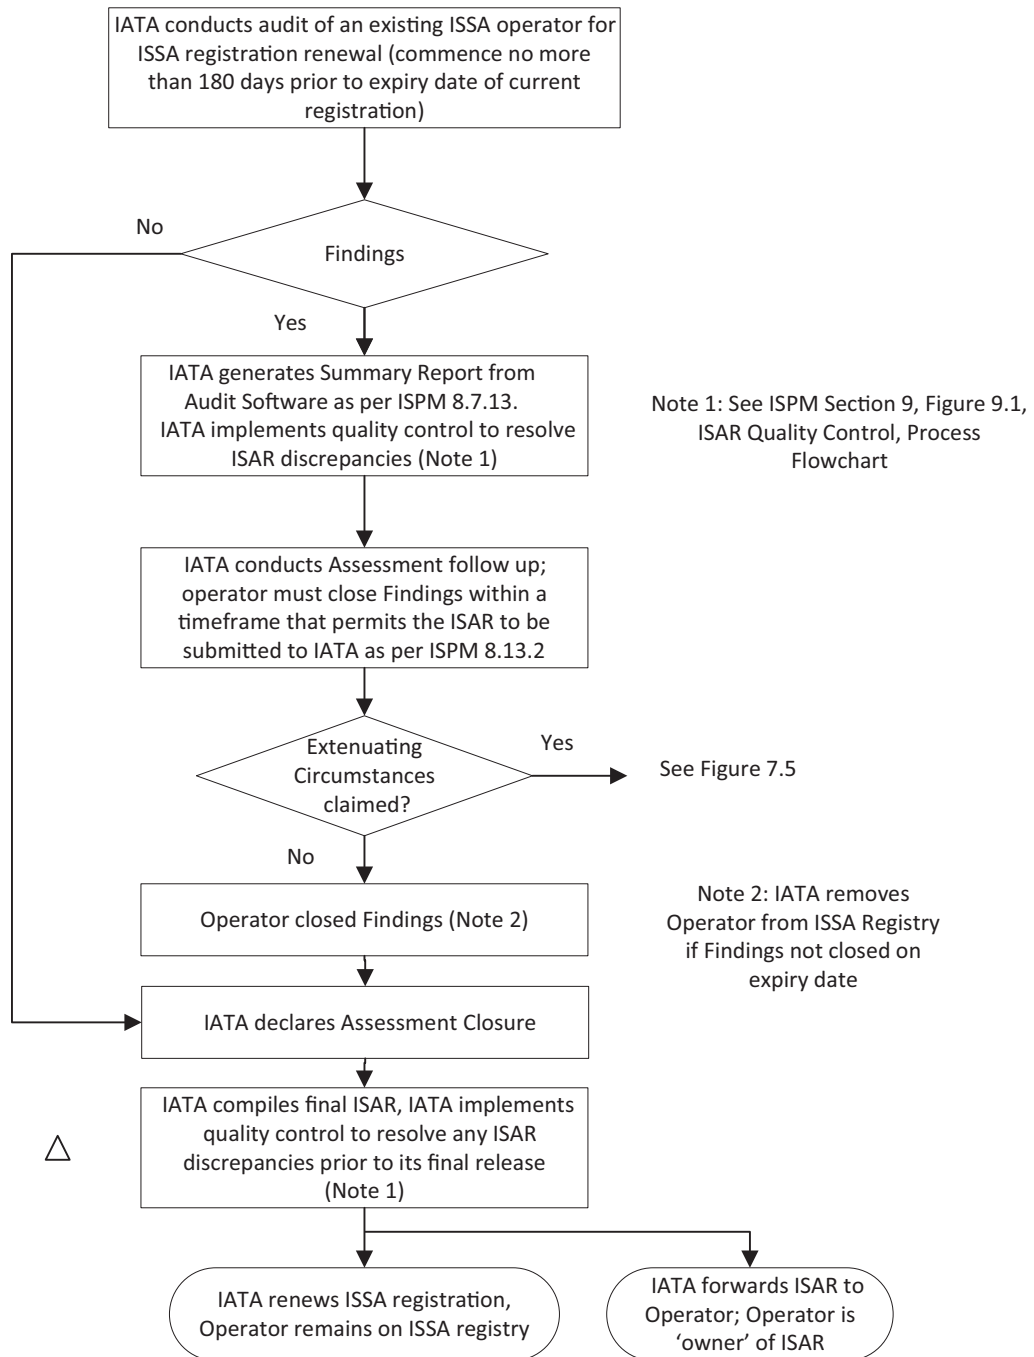 IATA conducts audit of an existing ISSA operator for
ISSA registration renewal (commence no more
than 180 days prior to expiry date of current
registration)
No
Findings
Yes
IATA generates Summary Report from
Audit Software as per ISPM 8.7.13.
IATA implements quality control to resolve
ISAR discrepancies (Note 1)
Note 1: See ISPM Section 9, Figure 9.1,
ISAR Quality Control, Process
Flowchart
IATA conducts Assessment follow up;
operator must close Findings within a
timeframe that permits the ISAR to be
submitted to IATA as per ISPM 8.13.2
Extenuating
Circumstances
claimed?
Yes
See Figure 7.5
No
Operator closed Findings (Note 2)
Note 2: IATA removes
Operator from ISSA Registry
if Findings not closed on
expiry date
IATA declares Assessment Closure
IATA compiles final ISAR, IATA implements
quality control to resolve any ISAR
discrepancies prior to its final release
(Note 1)
IATA renews ISSA registration,
Operator remains on ISSA registry
IATA forwards ISAR to
Operator; Operator is
‘owner’ of ISAR